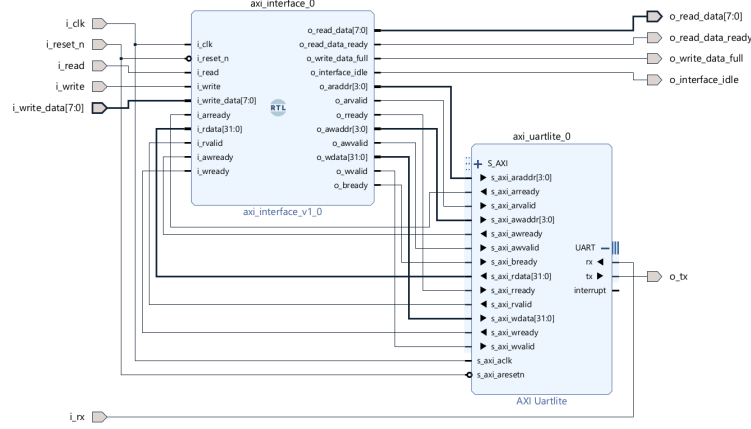 axi_interface_0
i_clk
i_reset_n
i_read
i_write
i_write_data[7:0]
i_clk
i_reset_n
i_read
i_write
i_write_data[7:0]
i_arready
i_rdata[31:0]
i_rvalid
i_awready
i_wready
RTL
o_read_data[7:0]
o_read_data_ready
o_write_data_full
o_interface_idle
o_araddr[3:0]
o_arvalid
o_rready
o_awaddr[3:0]
o_awvalid
o_wdata[31:0]
o_wvalid
o_bready
axi_interface_v1_0
o_read_data[7:0]
o_read_data_ready
o_write_data_full
o_interface_idle
axi_uartlite_0
S_AXI
s_axi_araddr[3:0]
s_axi_arready
s_axi_arvalid
s_axi_awaddr[3:0]
s_axi_awready
s_axi_awvalid
s_axi_bready
s_axi_rdata[31:0]
s_axi_rready
s_axi_rvalid
s_axi_wdata[31:0]
s_axi_wready
s_axi_wvalid
s_axi_aclk
s_axi_aresetn
UART
rx
tx
interrupt
AXI Uartlite
o_tx
i_rx